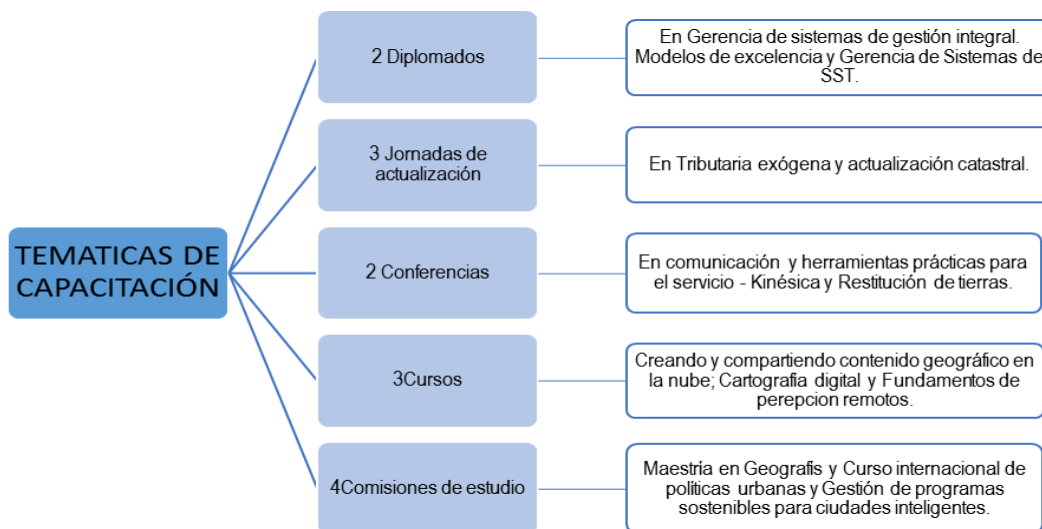 TEMATICAS DE
CAPACITACIÓN
2 Diplomados
En Gerencia de sistemas de gestión integral.
Modelos de excelencia y Gerencia de Sistemas de
SST.
3 Jornadas de
actualización
En Tributaria exógena y actualización catastral.
2 Conferencias
En comunicación y herramientas prácticas para
el servicio - Kinésica y Restitución de tierras.
3Cursos
Creando y compartiendo contenido geográfico en
la nube; Cartografía digital y Fundamentos de
perepcion remotos.
4Comisiones de estudio
Maestría en Geografis y Curso internacional de
políticas urbanas y Gestión de programas
sostenibles para ciudades inteligentes.